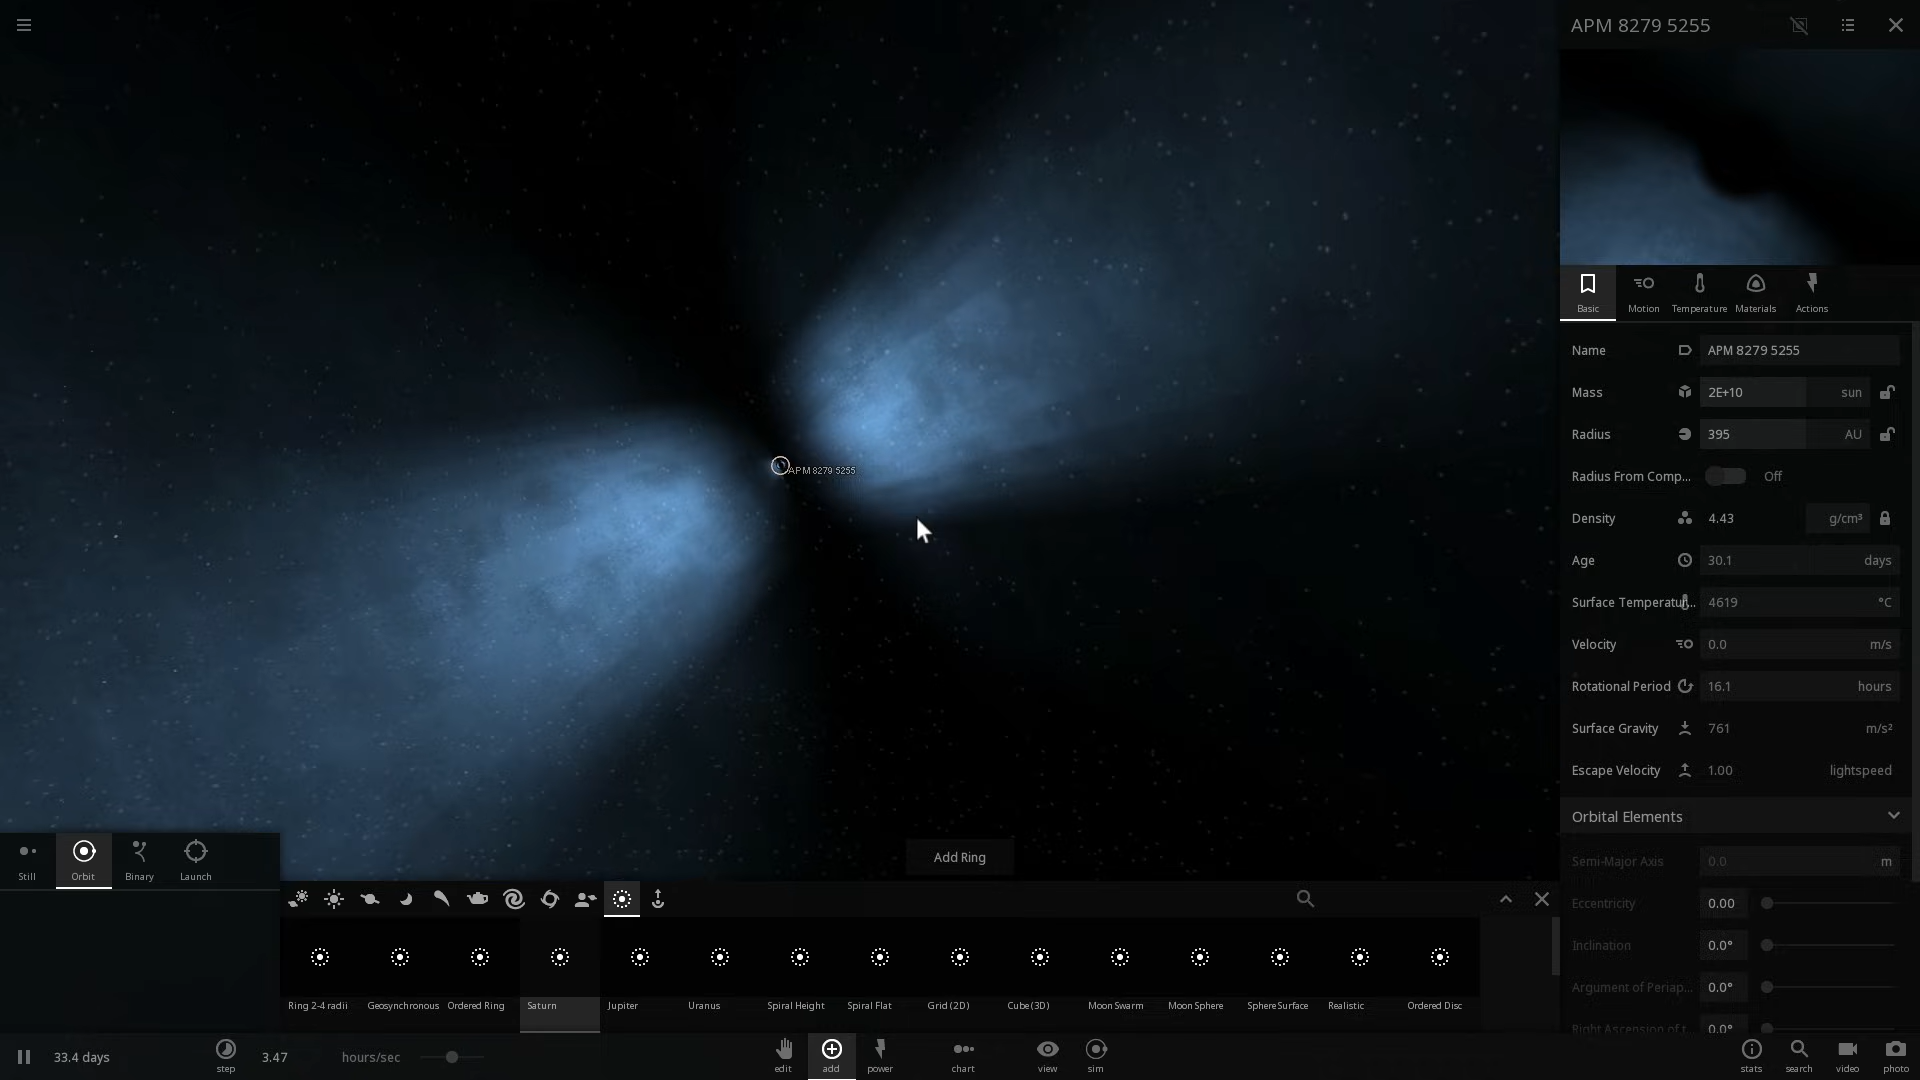 APM 8279 5255
APM 8279 5255
Basic
Motion
Temperature
Materials
Actions
Name
APM 8279 5255
Mass
2E+10
sun
Radius
395
AU
Radius From Comp...
Off
Density
4.43
g/cm³
Age
30.1
days
Surface Temperatur...
4619
°C
Velocity
0.0
m/s
Rotational Period
16.1
hours
Surface Gravity
761
m/s²
Escape Velocity
1.00
lightspeed
Orbital Elements
Semi-Major Axis
0.0
m
Eccentricity
0.00
Inclination
0.0°
Argument of Periap...
0.0°
Right Ascension of t...
0.0°
Still
Orbit
Binary
Launch
Add Ring
Ring 2-4 radii
Geosynchronous
Ordered Ring
Saturn
Jupiter
Uranus
Spiral Height
Spiral Flat
Grid (2D)
Cube (3D)
Moon Swarm
Moon Sphere
Sphere Surface
Realistic
Ordered Disc
33.4 days
step
3.47
hours/sec
edit
add
power
chart
view
sim
stats
search
video
photo